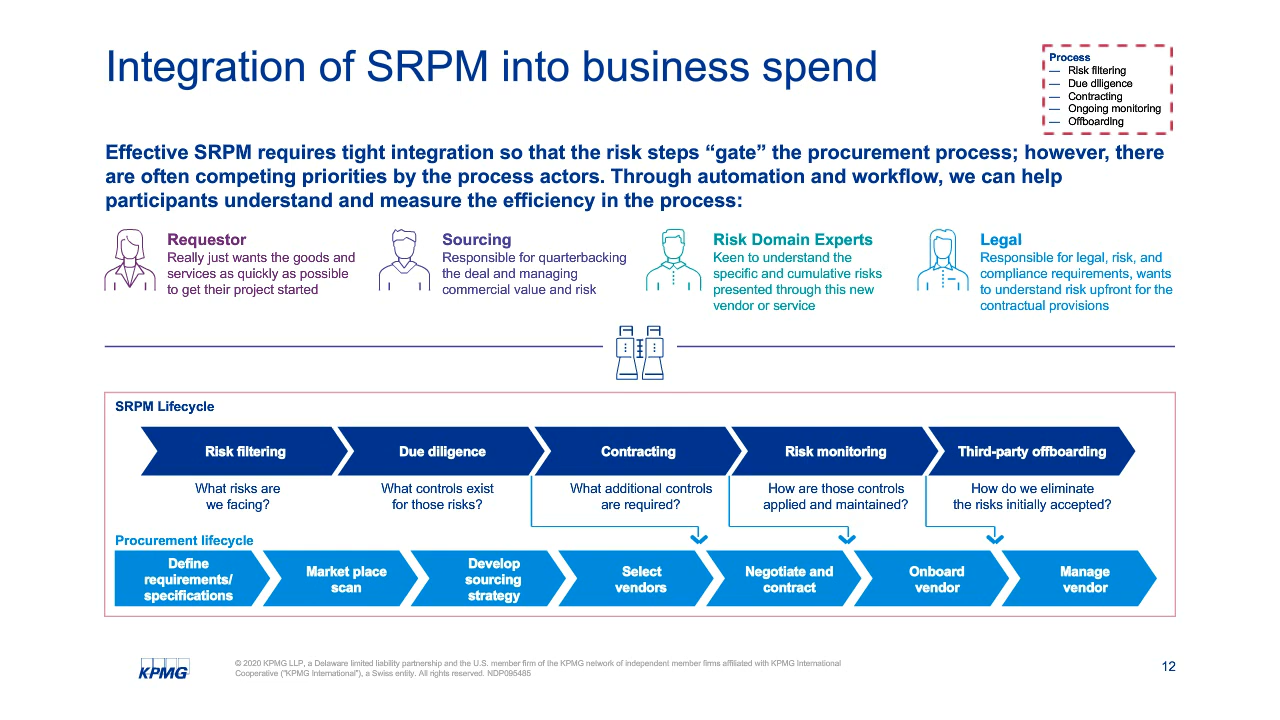 Integration of SRPM into business spend
Process
— Risk filtering
— Due diligence
— Contracting
— Ongoing monitoring
— Offboarding
Effective SRPM requires tight integration so that the risk steps “gate” the procurement process; however, there
are often competing priorities by the process actors. Through automation and workflow, we can help
participants understand and measure the efficiency in the process:
Requestor
Really just wants the goods and
services as quickly as possible
to get their project started
Sourcing
Responsible for quarterbacking
the deal and managing
commercial value and risk
Risk Domain Experts
Keen to understand the
specific and cumulative risks
presented through this new
vendor or service
Legal
Responsible for legal, risk, and
compliance requirements, wants
to understand risk upfront for the
contractual provisions
SRPM Lifecycle
Risk filtering
Due diligence
Contracting
Risk monitoring
Third-party offboarding
What risks are
we facing?
What controls exist
for those risks?
What additional controls
are required?
How are those controls
applied and maintained?
How do we eliminate
the risks initially accepted?
Procurement lifecycle
Define
requirements/
specifications
Market place
scan
Develop
sourcing
strategy
Select
vendors
Negotiate and
contract
Onboard
vendor
Manage
vendor
KPMG
© 2020 KPMG LLP, a Delaware limited liability partnership and the U.S. member firm of the KPMG network of independent member firms affiliated with KPMG International
Cooperative (“KPMG International”), a Swiss entity. All rights reserved. NDP095485
12